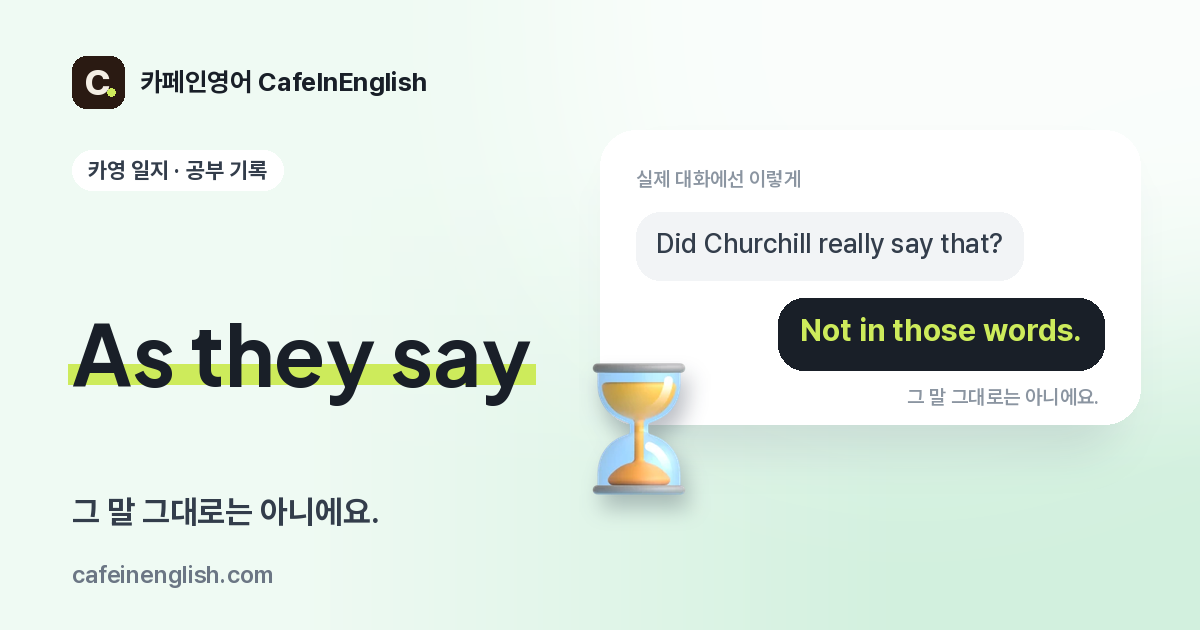 C
카페인영어 CafeInEnglish
카영 일지 · 공부 기록
As they say
그 말 그대로는 아니에요.
cafeinenglish.com
실제 대화에선 이렇게
Did Churchill really say that?
Not in those words.
그 말 그대로는 아니에요.